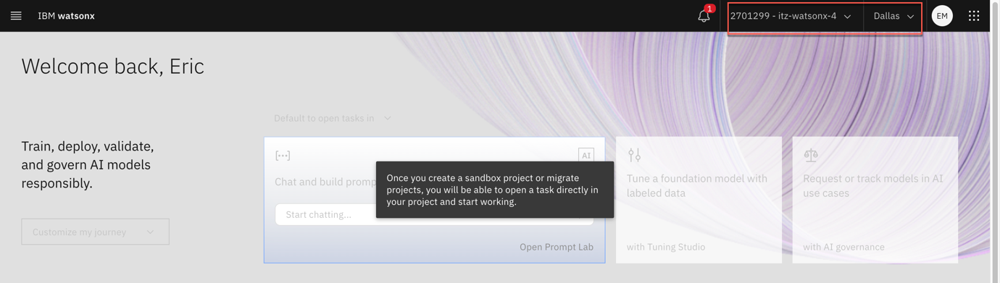 IBM watsonx
1
2701299 - itz-watsonx-4
Dallas
EM
Welcome back, Eric
Default to open tasks in
Train, deploy, validate,
and govern AI models
responsibly.
Customize my journey
[...]
AI
Chat and build promp
Start chatting...
Open Prompt Lab
Once you create a sandbox project or migrate
projects, you will be able to open a task directly in
your project and start working.
Tune a foundation model with
labeled data
with Tuning Studio
Request or track models in AI
use cases
with AI governance